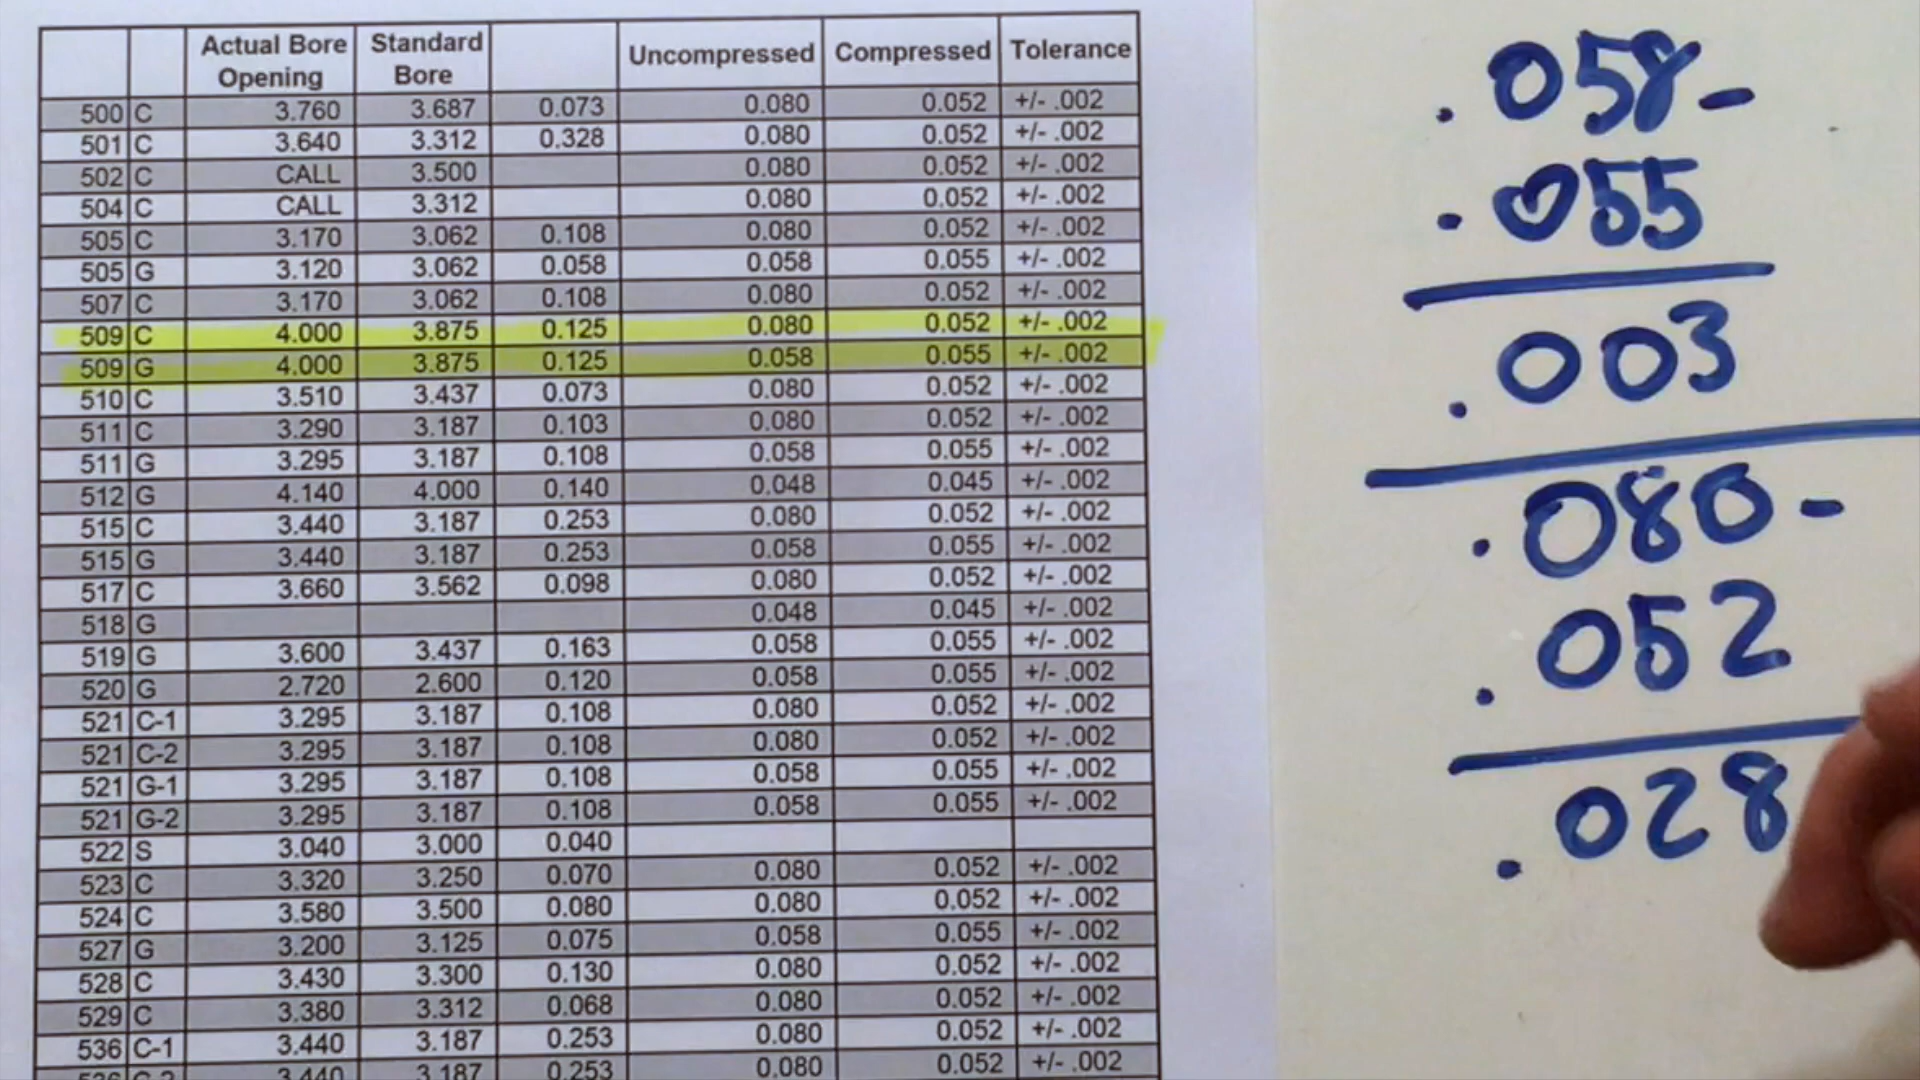 Actual Bore Opening Standard Bore Uncompressed Compressed Tolerance
500 C 3.760 3.687 0.073 0.080 0.052 +/- .002
501 C 3.640 3.312 0.328 0.080 0.052 +/- .002
502 C CALL 3.500 0.080 0.052 +/- .002
504 C CALL 3.312 0.080 0.052 +/- .002
505 C 3.170 3.062 0.108 0.080 0.052 +/- .002
505 G 3.120 3.062 0.058 0.058 0.055 +/- .002
507 C 3.170 3.062 0.108 0.080 0.052 +/- .002
509 C 4.000 3.875 0.125 0.080 0.052 +/- .002
509 G 4.000 3.875 0.125 0.058 0.055 +/- .002
510 C 3.510 3.437 0.073 0.080 0.052 +/- .002
511 C 3.290 3.187 0.103 0.080 0.052 +/- .002
511 G 3.295 3.187 0.108 0.058 0.055 +/- .002
512 G 4.140 4.000 0.140 0.048 0.045 +/- .002
515 C 3.440 3.187 0.253 0.080 0.052 +/- .002
515 G 3.440 3.187 0.253 0.058 0.055 +/- .002
517 C 3.660 3.562 0.098 0.080 0.052 +/- .002
518 G 0.048 0.045 +/- .002
519 G 3.600 3.437 0.163 0.058 0.055 +/- .002
520 G 2.720 2.600 0.120 0.058 0.055 +/- .002
521 C-1 3.295 3.187 0.108 0.080 0.052 +/- .002
521 C-2 3.295 3.187 0.108 0.080 0.052 +/- .002
521 G-1 3.295 3.187 0.108 0.058 0.055 +/- .002
521 G-2 3.295 3.187 0.108 0.058 0.055 +/- .002
522 S 3.040 3.000 0.040
523 C 3.320 3.250 0.070 0.080 0.052 +/- .002
524 C 3.580 3.500 0.080 0.080 0.052 +/- .002
527 G 3.200 3.125 0.075 0.058 0.055 +/- .002
528 C 3.430 3.300 0.130 0.080 0.052 +/- .002
529 C 3.380 3.312 0.068 0.080 0.052 +/- .002
536 C-1 3.440 3.187 0.253 0.080 0.052 +/- .002
3.440 3.187 0.253 0.080 0.052 +/- .002
.058-
.055
.003
.080-
.052
.028